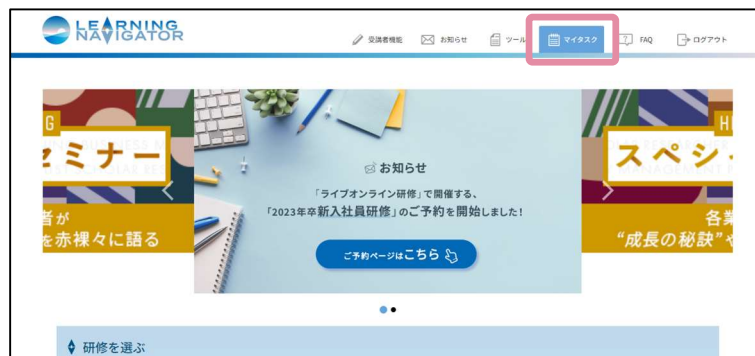 LEARNING
NAVIGATOR
受講者機能 お知らせ ツール マイタスク FAQ ログアウト
お知らせ
「ライブオンライン研修」で開催する、
「2023年卒新入社員研修」のご予約を開始しました！
ご予約ページはこちら
セミナー
者が
を赤裸々に語る
スペシ
各業
“成長の秘訣”や
研修を選ぶ